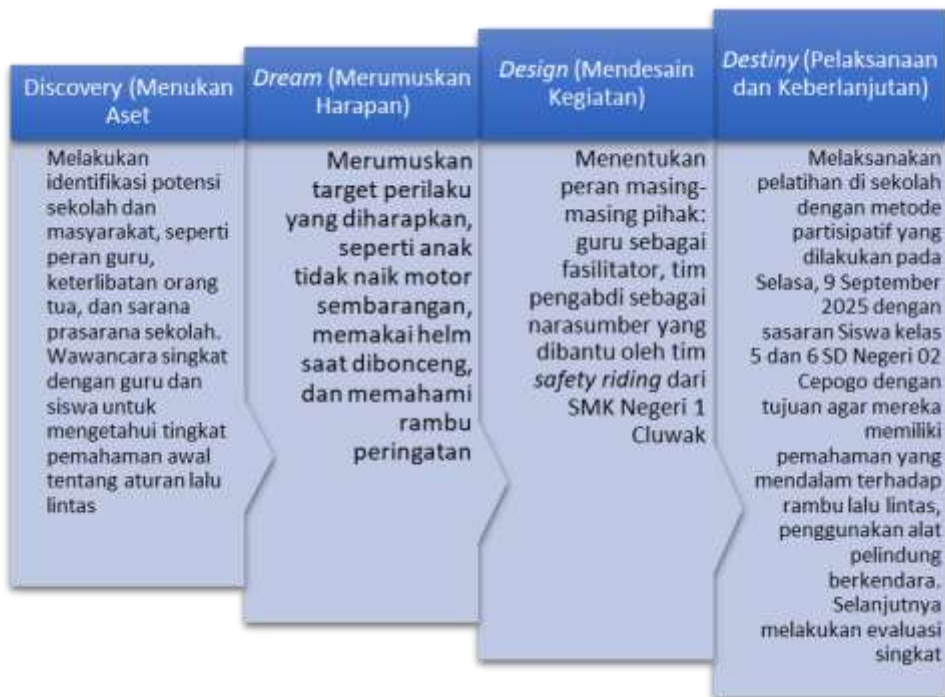 Discovery (Menukan
Aset
Melakukan
identifikasi potensi
sekolah dan
masyarakat, seperti
peran guru,
keterlibatan orang
tua, dan sarana
prasarana sekolah.
Wawancara singkat
dengan guru dan
siswa untuk
mengetahui tingkat
pemahaman awal
tentang aturan lalu
lintas
Dream (Merumuskan
Harapan)
Merumuskan
target perilaku
yang diharapkan,
seperti anak
tidak naik motor
sembarangan,
memakai helm
saat dibonceng,
dan memahami
rambu
peringatan
Design (Mendesain
Kegiatan)
Menentukan
peran masing-
masing pihak:
guru sebagai
fasilitator, tim
pengabdi sebagai
narasumber yang
dibantu oleh tim
safety riding dari
SMK Negeri 1
Cluwak
Destiny (Pelaksanaan
dan Keberlanjutan)
Melaksanakan
pelatihan di sekolah
dengan metode
partisipatif yang
dilakukan pada
Selasa, 9 September
2025 dengan
sasaran Siswa kelas
5 dan 6 SD Negeri 02
Cepogo dengan
tujuan agar mereka
memiliki
pemahaman yang
mendalam terhadap
rambu lalu lintas,
penggunakan alat
pelindung
berkendara.
Selanjutnya
melakukan evaluasi
singkat